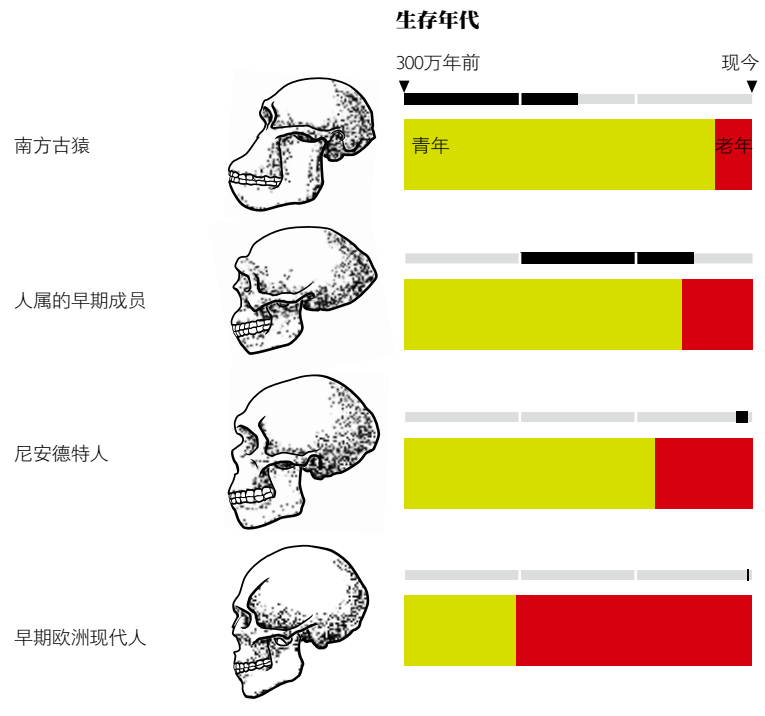 生存年代
300万年前 现今
南方古猿 青年 老年
人属的早期成员
尼安德特人
早期欧洲现代人